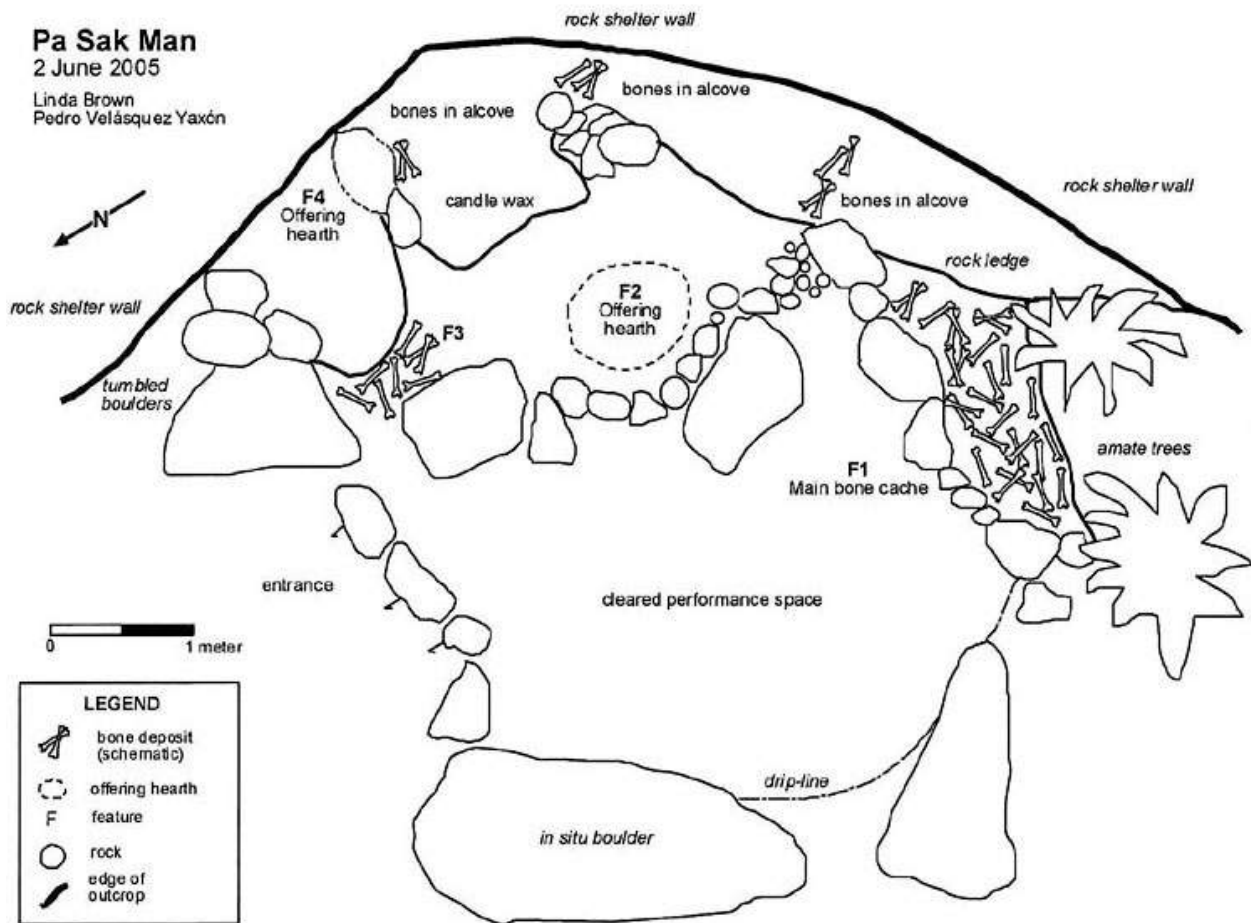 Pa Sak Man
2 June 2005
Linda Brown
Pedro Velásquez Yaxón
rock shelter wall
bones in alcove
bones in alcove
N
F4
Offering
hearth
candle wax
bones in alcove
rock shelter wall
rock ledge
rock shelter wall
F2
Offering
hearth
F3
tumbled
boulders
amate trees
F1
Main bone cache
entrance
cleared performance space
0
1 meter
drip-line
in situ boulder
LEGEND
bone deposit
(schematic)
offering hearth
F
feature
rock
edge of
outcrop